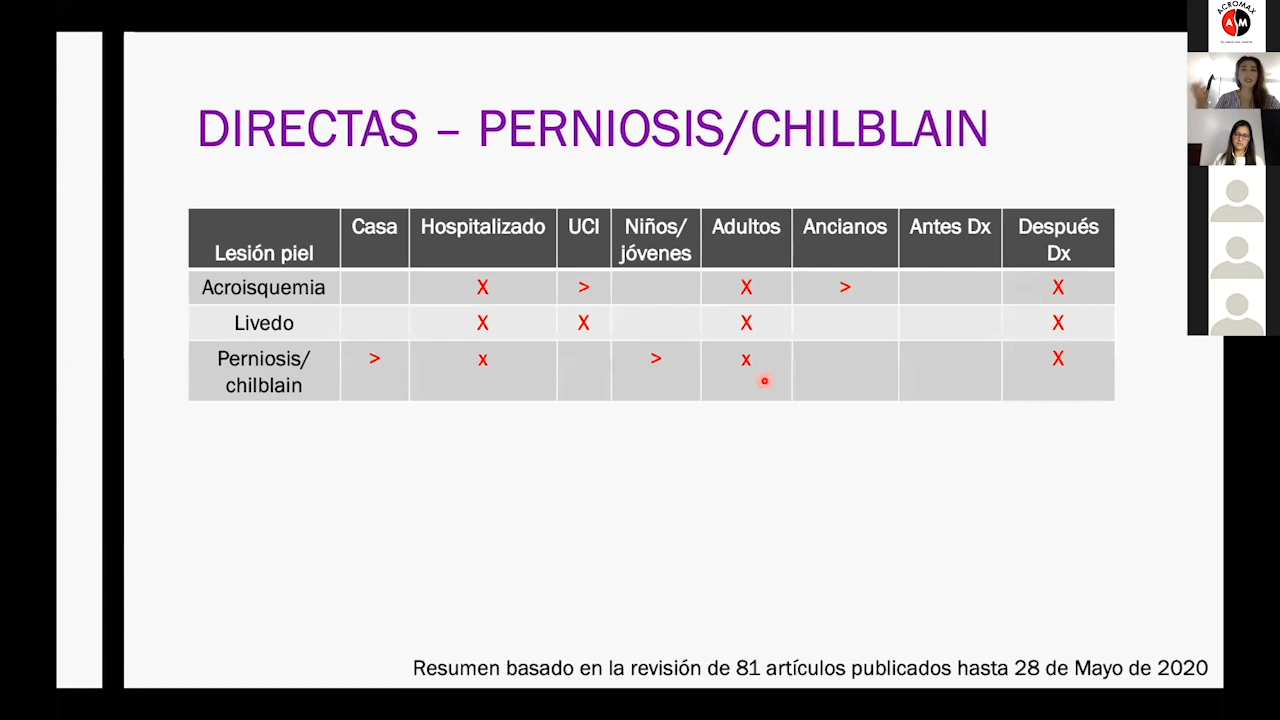 DIRECTAS – PERNIOSIS/CHILBLAIN
Lesión piel Casa Hospitalizado UCI Niños/ jóvenes Adultos Ancianos Antes Dx Después Dx
Acroisquemia X > X > X
Livedo X X X X
Perniosis/ chilblain > x > x X
Resumen basado en la revisión de 81 artículos publicados hasta 28 de Mayo de 2020
ACROMAX
AM